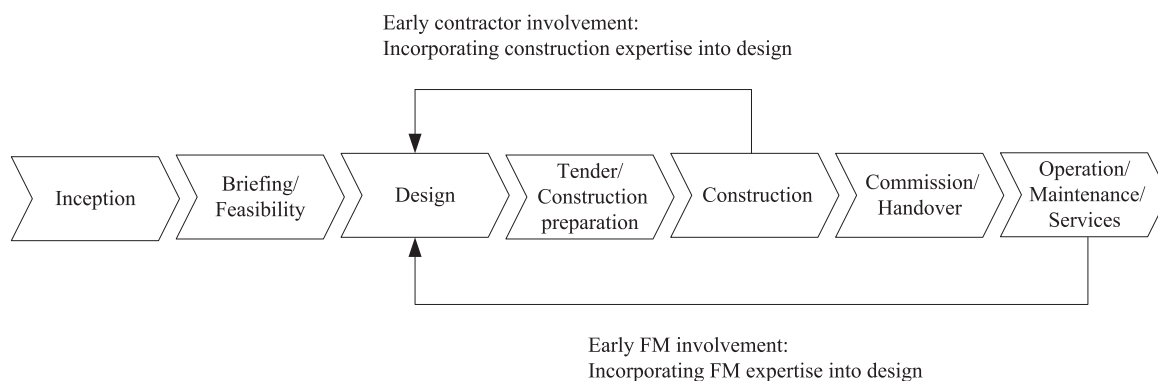 Early contractor involvement:
Incorporating construction expertise into design
Inception
Briefing/
Feasibility
Design
Tender/
Construction
preparation
Construction
Commission/
Handover
Operation/
Maintenance/
Services
Early FM involvement:
Incorporating FM expertise into design